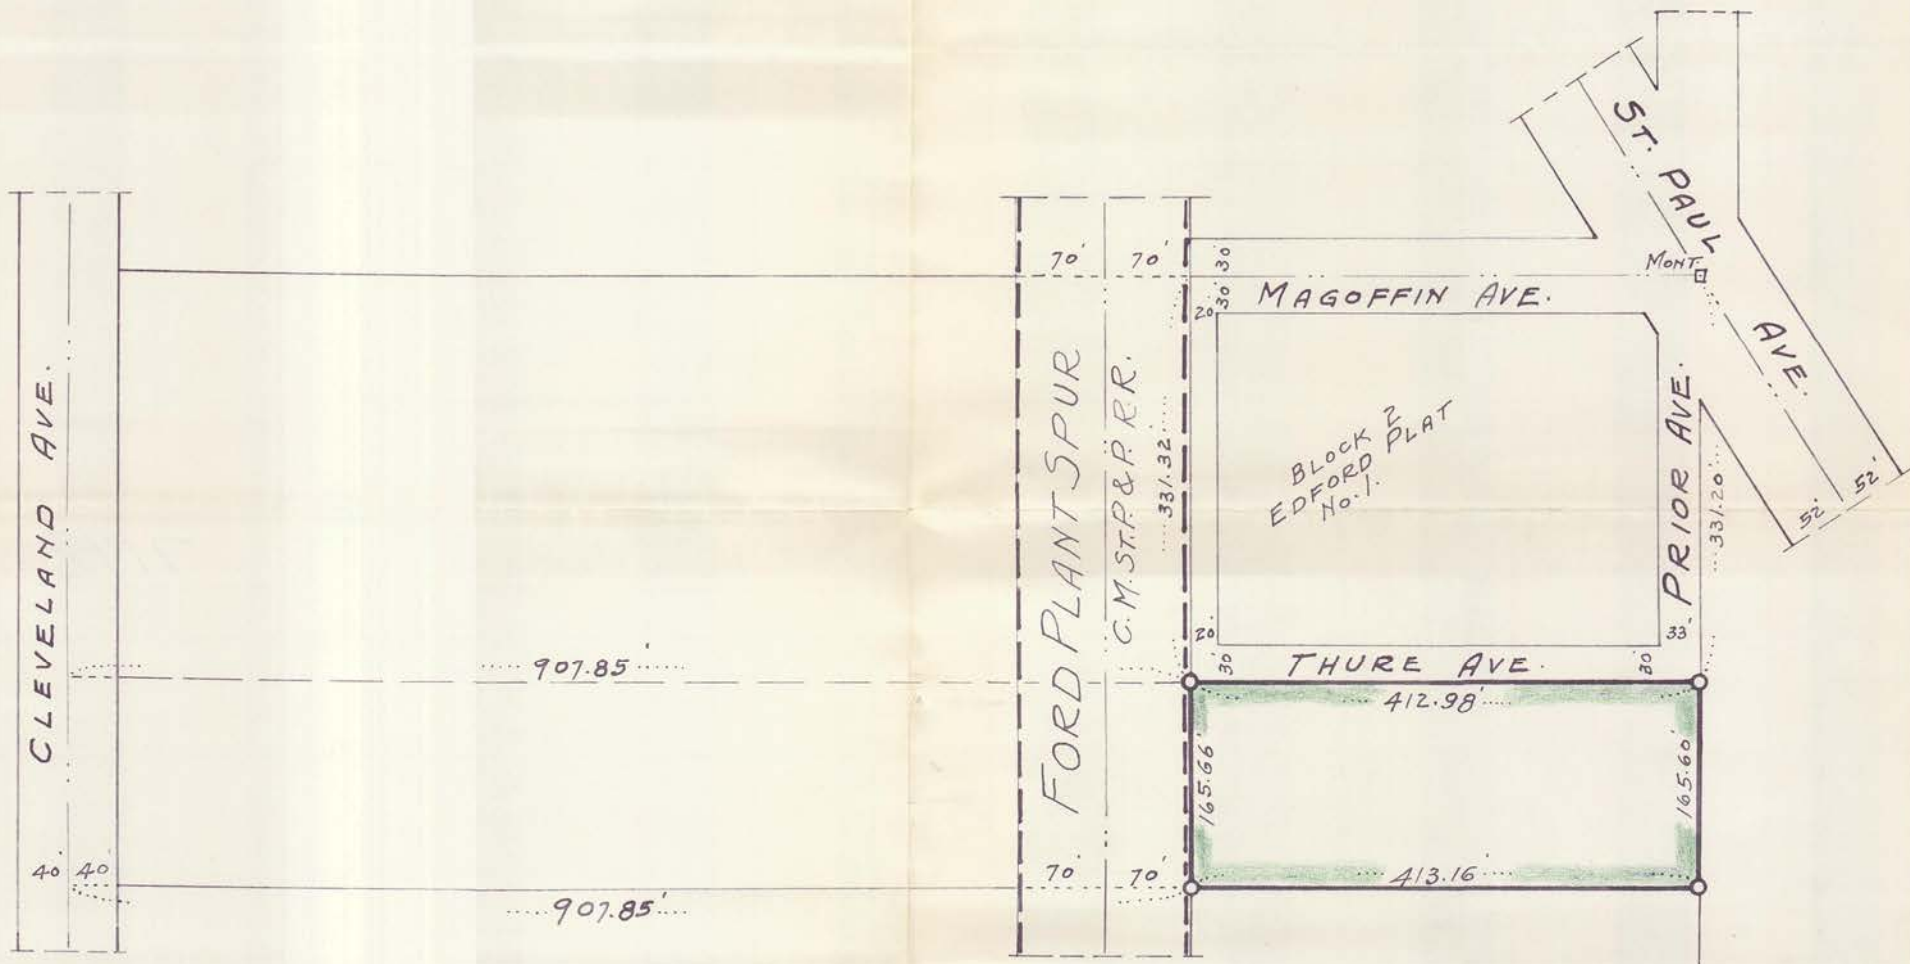 CLEVELAND AVE.
40' 40'
907.85'
907.85'
70' 70'
FORD PLANT SPUR
C.M.ST.P.&P.R.R.
331.32
70' 70'
30
30
20
MAGOFFIN AVE.
ST. PAUL AVE.
MONT.
BLOCK 2
EDFORD PLAT
No.1.
PRIOR AVE.
331.20'
52' 52'
20
30
THURE AVE.
30
33
412.98'
165.66'
165.60'
413.16'